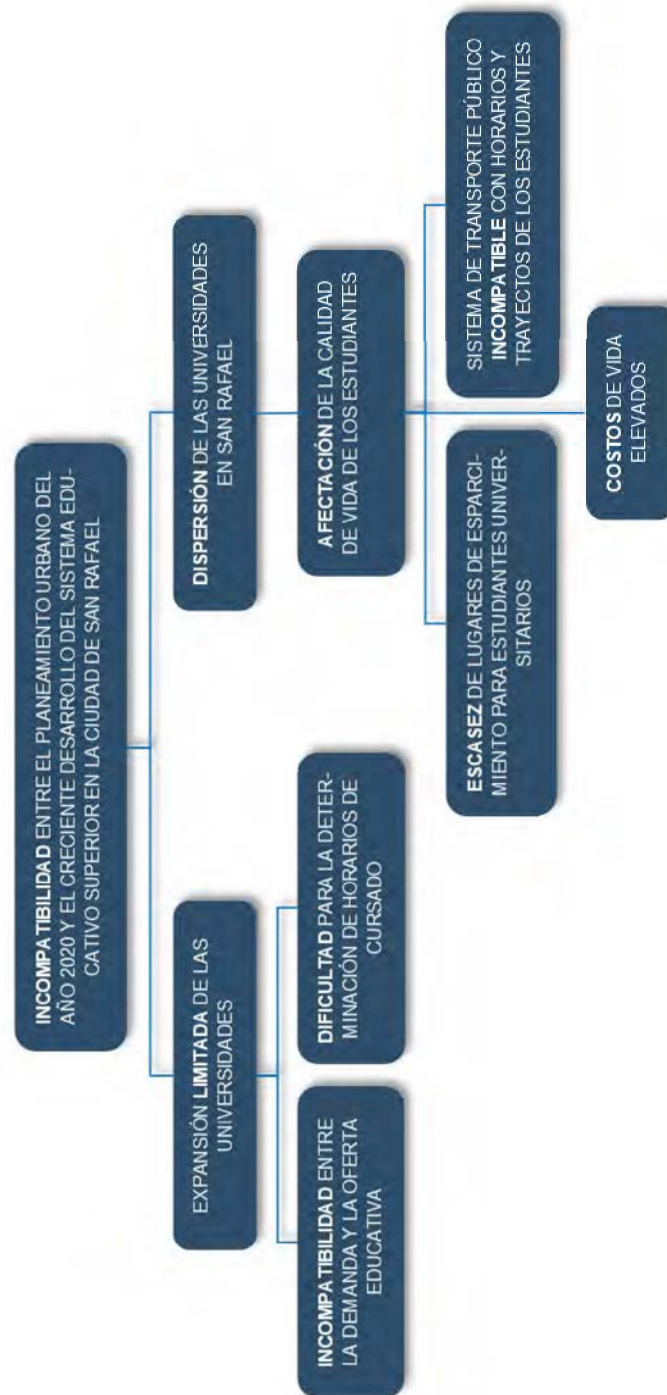 INCOMPATIBILIDAD ENTRE EL PLANEAMIENTO URBANO DEL
AÑO 2020 Y EL CRECIENTE DESARROLLO DEL SISTEMA EDU-
CATIVO SUPERIOR EN LA CIUDAD DE SAN RAFAEL
EXPANSIÓN LIMITADA DE LAS
UNIVERSIDADES
DISPERSIÓN DE LAS UNIVERSIDADES
EN SAN RAFAEL
INCOMPATIBILIDAD ENTRE
LA DEMANDA Y LA OFERTA
EDUCATIVA
DIFICULTAD PARA LA DETER-
MINACIÓN DE HORARIOS DE
CURSADO
AFECTACIÓN DE LA CALIDAD
DE VIDA DE LOS ESTUDIANTES
ESCASEZ DE LUGARES DE ESPARCI-
MIENTO PARA ESTUDIANTES UNIVER-
SITARIOS
SISTEMA DE TRANSPORTE PÚBLICO
INCOMPATIBLE CON HORARIOS Y
TRAYECTOS DE LOS ESTUDIANTES
COSTOS DE VIDA
ELEVADOS